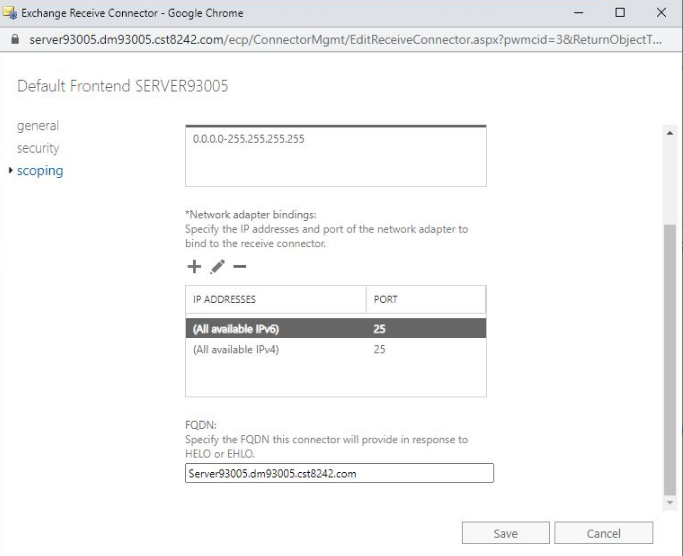 Exchange Receive Connector - Google Chrome
server93005.dm93005.cst8242.com/ecp/ConnectorMgmt/EditReceiveConnector.aspx?pwmcid=3&ReturnObjectT...
Default Frontend SERVER93005
general
security
scoping
0.0.0.0-255.255.255.255
*Network adapter bindings:
Specify the IP addresses and port of the network adapter to
bind to the receive connector.
IP ADDRESSES PORT
(All available IPv6) 25
(All available IPv4) 25
FQDN:
Specify the FQDN this connector will provide in response to
HELO or EHLO.
Server93005.dm93005.cst8242.com
Save Cancel